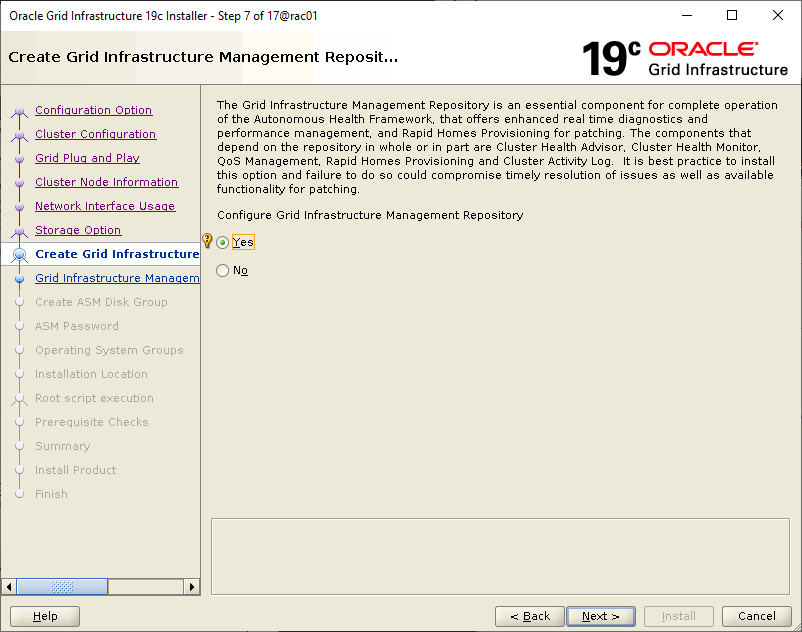 Oracle Grid Infrastructure 19c Installer - Step 7 of 17@rac01
Create Grid Infrastructure Management Reposit...
19c ORACLE
Grid Infrastructure
Configuration Option
Cluster Configuration
Grid Plug and Play
Cluster Node Information
Network Interface Usage
Storage Option
Create Grid Infrastructure
Grid Infrastructure Managem
Create ASM Disk Group
ASM Password
Operating System Groups
Installation Location
Root script execution
Prerequisite Checks
Summary
Install Product
Finish
The Grid Infrastructure Management Repository is an essential component for complete operation
of the Autonomous Health Framework, that offers enhanced real time diagnostics and
performance management, and Rapid Homes Provisioning for patching. The components that
depend on the repository in whole or in part are Cluster Health Advisor, Cluster Health Monitor,
QoS Management, Rapid Homes Provisioning and Cluster Activity Log. It is best practice to install
this option and failure to do so could compromise timely resolution of issues as well as available
functionality for patching.
Configure Grid Infrastructure Management Repository
Yes
No
Help
< Back
Next >
Install
Cancel